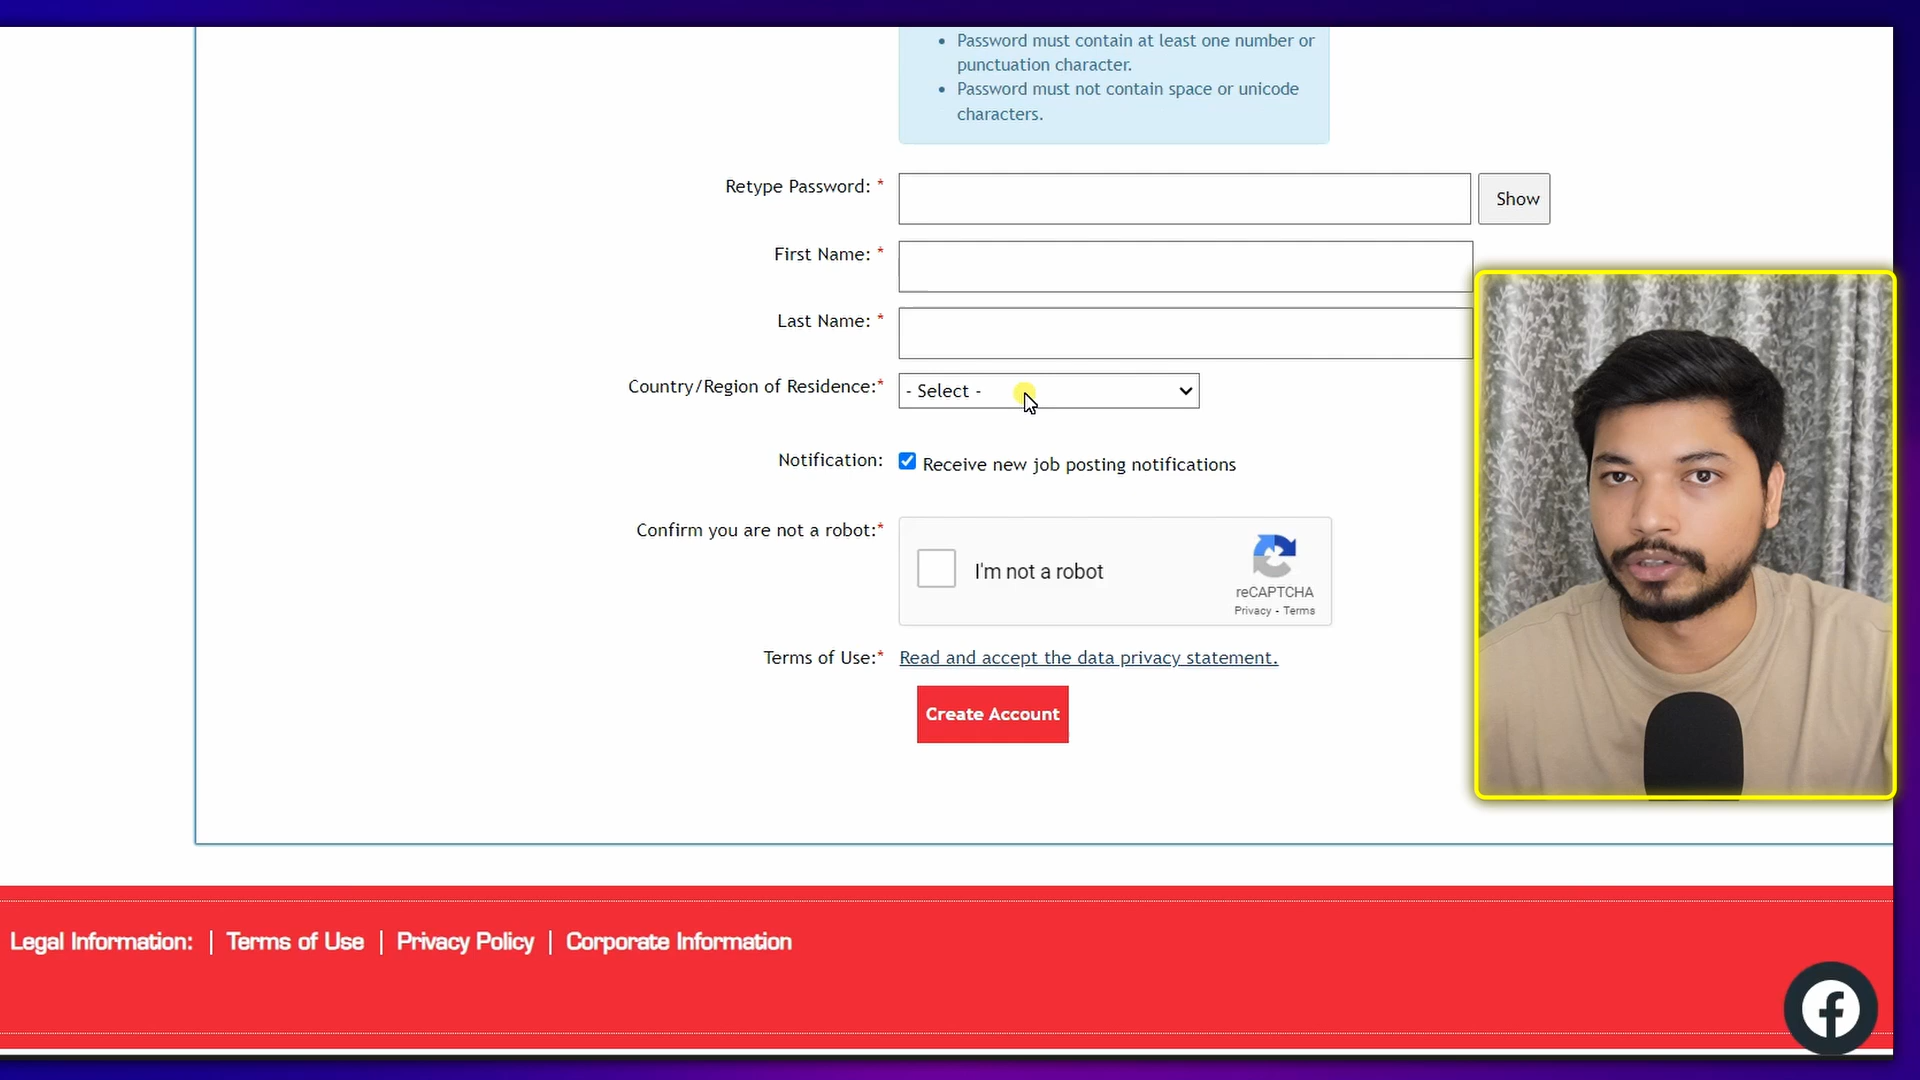 Password must contain at least one number or
punctuation character.
Password must not contain space or unicode
characters.
Retype Password: *
Show
First Name: *
Last Name: *
Country/Region of Residence:*
- Select -
Notification:
Receive new job posting notifications
Confirm you are not a robot:*
I'm not a robot
reCAPTCHA
Privacy - Terms
Terms of Use:*
Read and accept the data privacy statement.
Create Account
Legal Information: | Terms of Use | Privacy Policy | Corporate Information